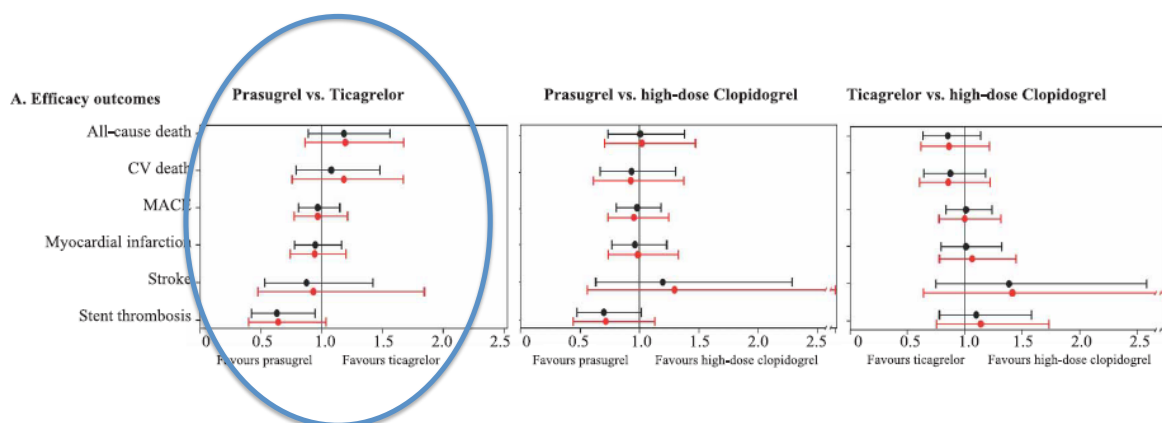 A. Efficacy outcomes
Prasugrel vs. Ticagrelor
Prasugrel vs. high-dose Clopidogrel
Ticagrelor vs. high-dose Clopidogrel
All-cause death
CV death
MACE
Myocardial infarction
Stroke
Stent thrombosis
0 0.5 1.0 1.5 2.0 2.5
Favours prasugrel Favours ticagrelor
0 0.5 1.0 1.5 2.0 2.5
Favours prasugrel Favours high-dose clopidogrel
0 0.5 1.0 1.5 2.0 2.5
Favours ticagrelor Favours high-dose clopidogrel